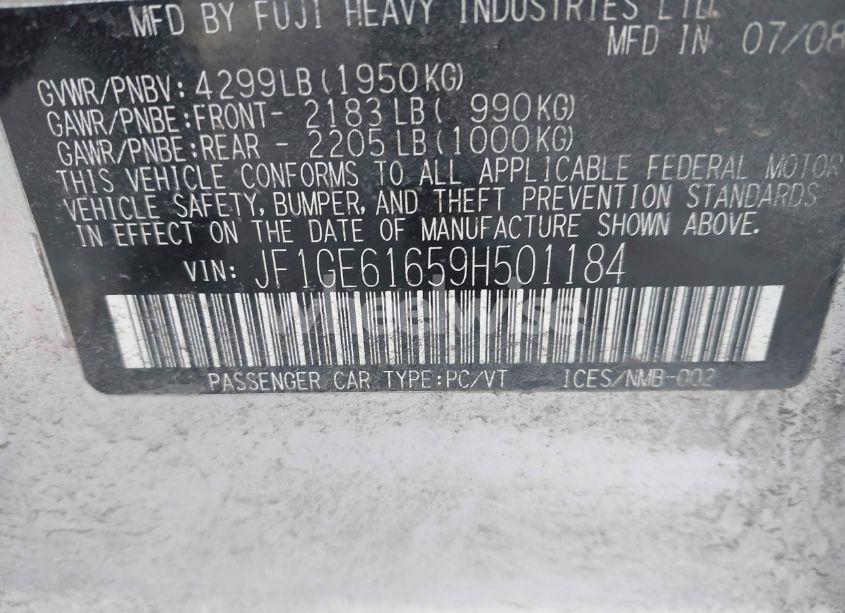 MFD BY FUJI HEAVY INDUSTRIES LTD.
MFD IN 07/08
GVWR/PNBV: 4299LB(1950KG)
GAWR/PNBE:FRONT- 2183LB( 990KG)
GAWR/PNBE:REAR - 2205LB(1000KG)
THIS VEHICLE CONFORMS TO ALL APPLICABLE FEDERAL MOTOR
VEHICLE SAFETY, BUMPER, AND THEFT PREVENTION STANDARDS
IN EFFECT ON THE DATE OF MANUFACTURE SHOWN ABOVE.
VIN: JF1GE61659H501184
PASSENGER CAR TYPE:PC/VT ICES/NMB-002